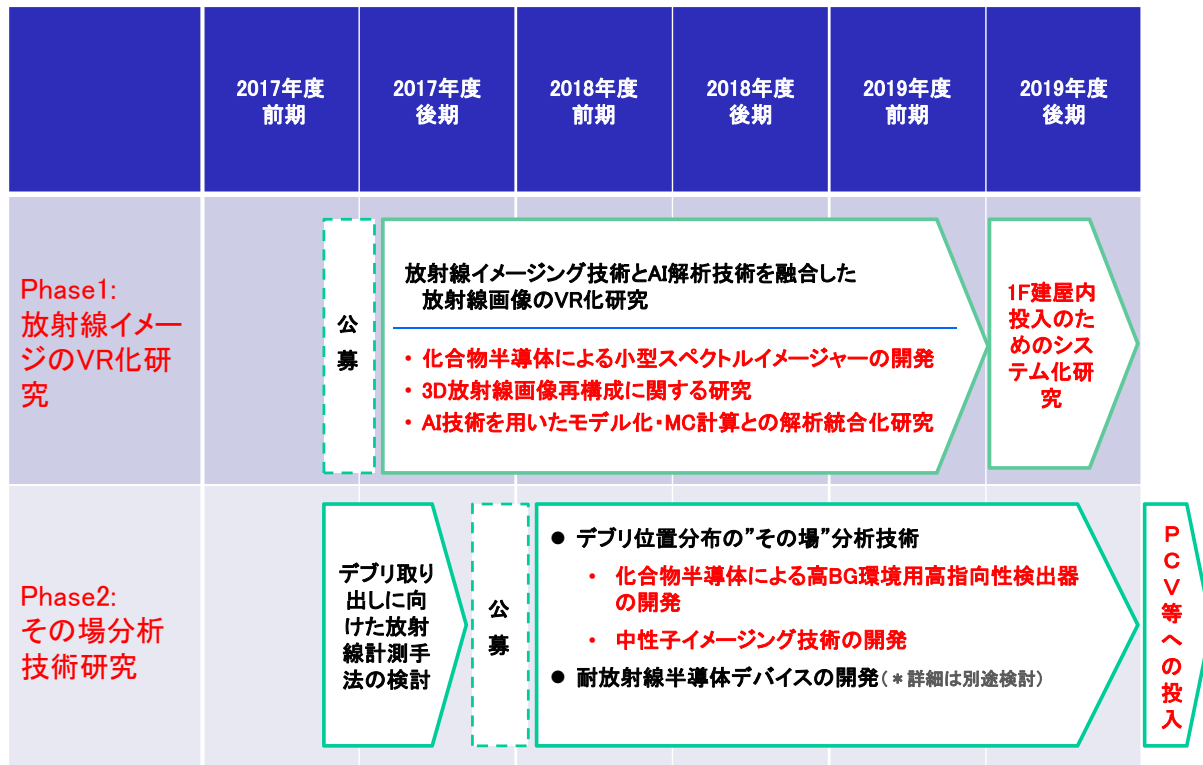 2017年度
前期
2017年度
後期
2018年度
前期
2018年度
後期
2019年度
前期
2019年度
後期
Phase1:
放射線イメー
ジのVR化研
究
公
募
放射線イメージング技術とAI解析技術を融合した
放射線画像のVR化研究
・ 化合物半導体による小型スペクトルイメージャーの開発
・ 3D放射線画像再構成に関する研究
・ AI技術を用いたモデル化・MC計算との解析統合化研究
1F建屋内
投入のた
めのシス
テム化研
究
Phase2:
その場分析
技術研究
デブリ取り
出しに向
けた放射
線計測手
法の検討
公
募
● デブリ位置分布の”その場”分析技術
・ 化合物半導体による高BG環境用高指向性検出器
の開発
・ 中性子イメージング技術の開発
● 耐放射線半導体デバイスの開発(＊詳細は別途検討)
P
C
V
等
へ
の
投
入